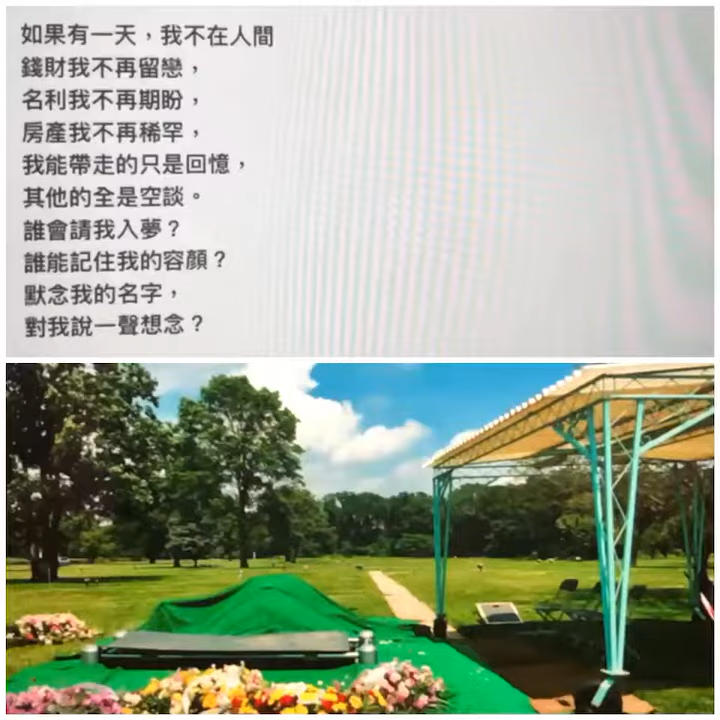 如果有一天，我不在人間
錢財我不再留戀，
名利我不再期盼，
房產我不再稀罕，
我能帶走的只是回憶，
其他的全是空談。
誰會請我入夢？
誰能記住我的容顏？
默念我的名字，
對我說一聲想念？